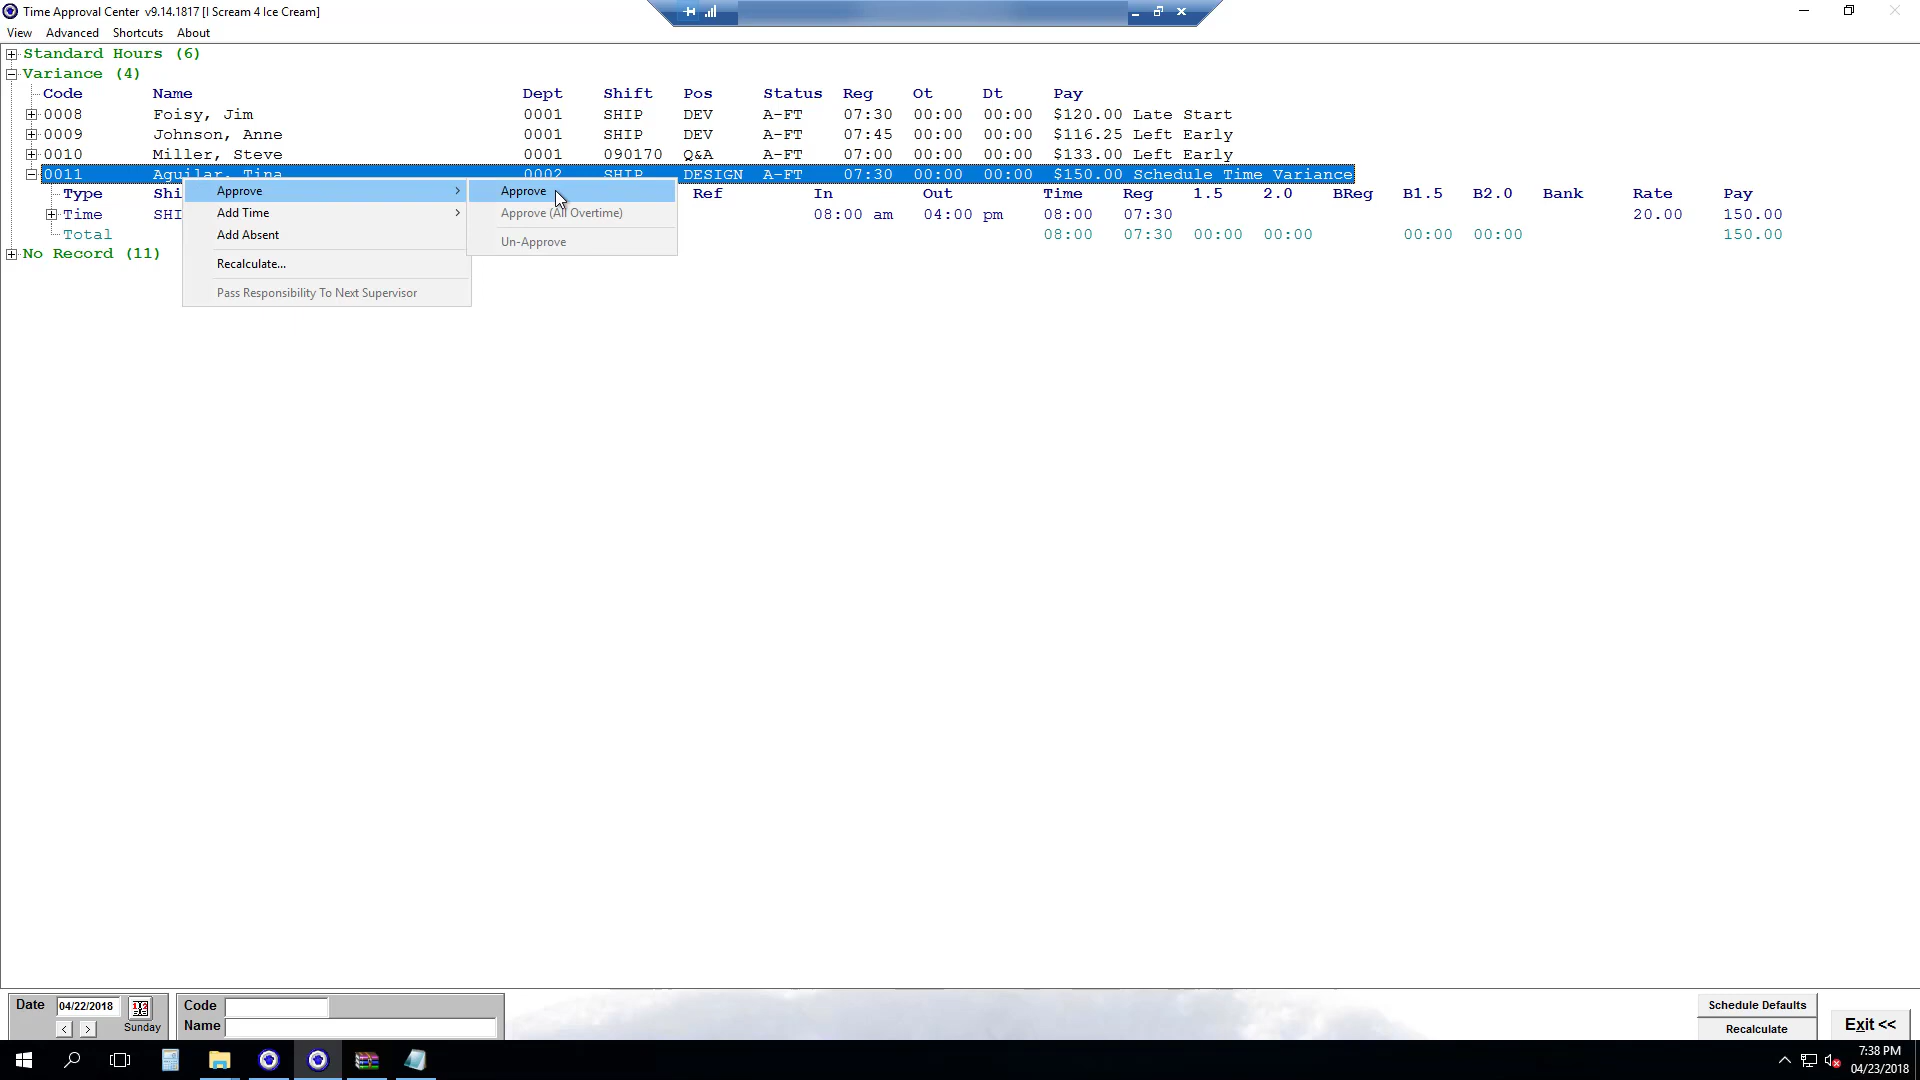 Time Approval Center v9.14.1817 [I Scream 4 Ice Cream]
View Advanced Shortcuts About
Standard Hours (6)
Variance (4)
Code Name Dept Shift Pos Status Reg Ot Dt Pay
0008 Foisy, Jim 0001 SHIP DEV A-FT 07:30 00:00 00:00 $120.00 Late Start
0009 Johnson, Anne 0001 SHIP DEV A-FT 07:45 00:00 00:00 $116.25 Left Early
0010 Miller, Steve 0001 090170 Q&A A-FT 07:00 00:00 00:00 $133.00 Left Early
0011 Aguilar, Tina 0002 SHIP DESIGN A-FT 07:30 00:00 00:00 $150.00 Schedule Time Variance
Type Shi Ref In Out Time Reg 1.5 2.0 BReg B1.5 B2.0 Bank Rate Pay
Time SHI 08:00 am 04:00 pm 08:00 07:30 20.00 150.00
Total 08:00 07:30 00:00 00:00 00:00 00:00 150.00
No Record (11)
Approve
Add Time
Add Absent
Recalculate...
Pass Responsibility To Next Supervisor
Approve
Approve (All Overtime)
Un-Approve
Date 04/22/2018
Sunday
< >
Code
Name
Schedule Defaults
Recalculate
Exit <<
7:38 PM
04/23/2018